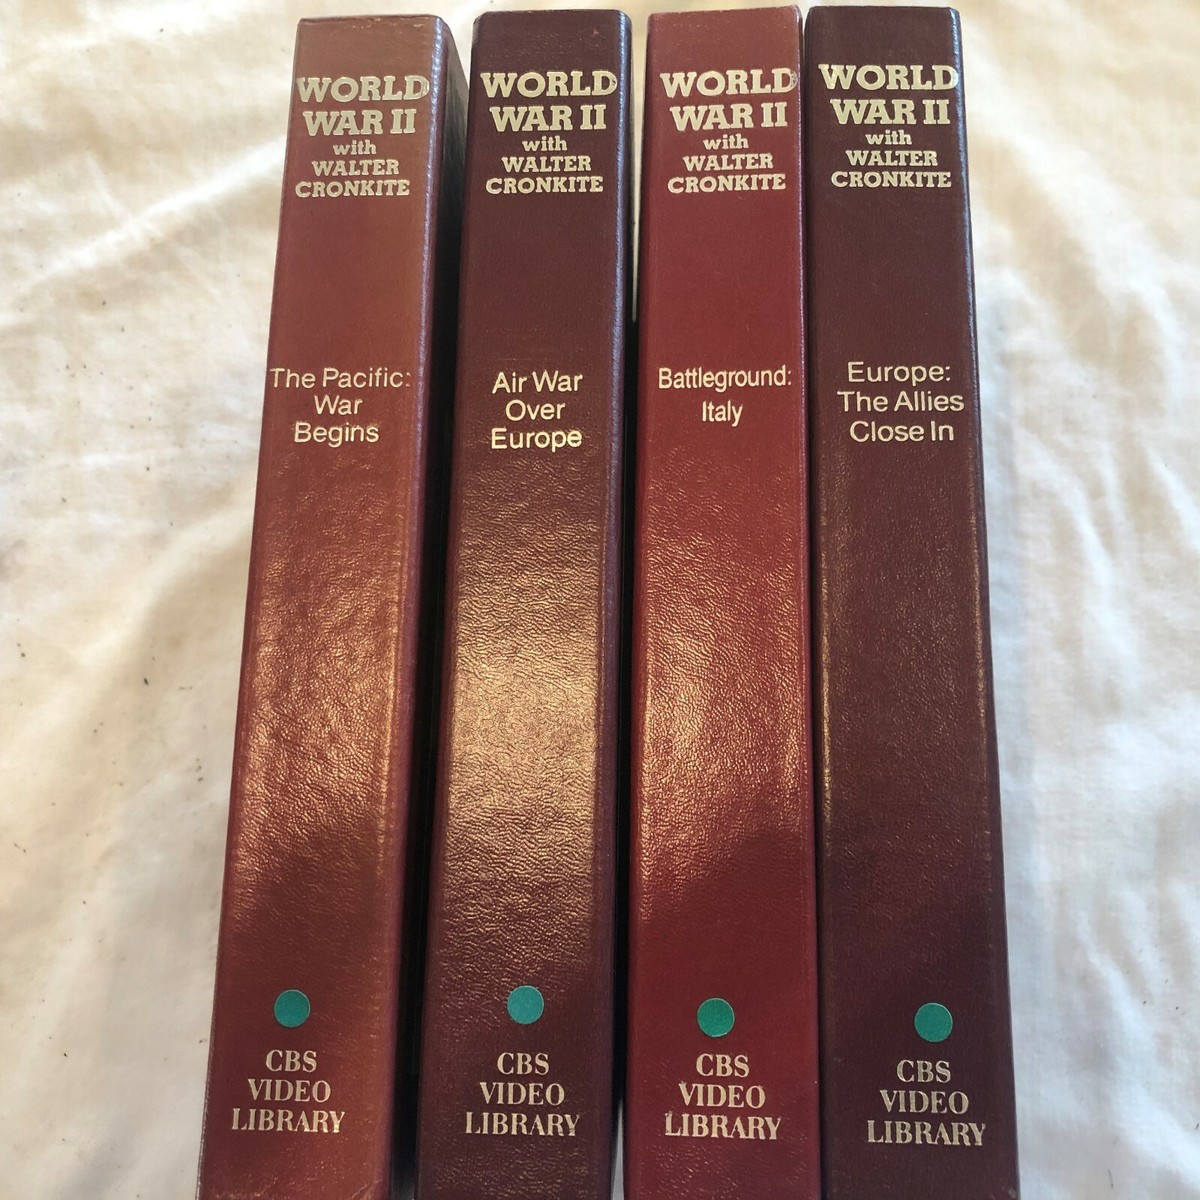 WORLD
WAR II
with
WALTER
CRONKITE
The Pacific:
War
Begins
CBS
VIDEO
LIBRARY
WORLD
WAR II
with
WALTER
CRONKITE
Air War
Over
Europe
CBS
VIDEO
LIBRARY
WORLD
WAR II
with
WALTER
CRONKITE
Battleground:
Italy
CBS
VIDEO
LIBRARY
WORLD
WAR II
with
WALTER
CRONKITE
Europe:
The Allies
Close In
CBS
VIDEO
LIBRARY